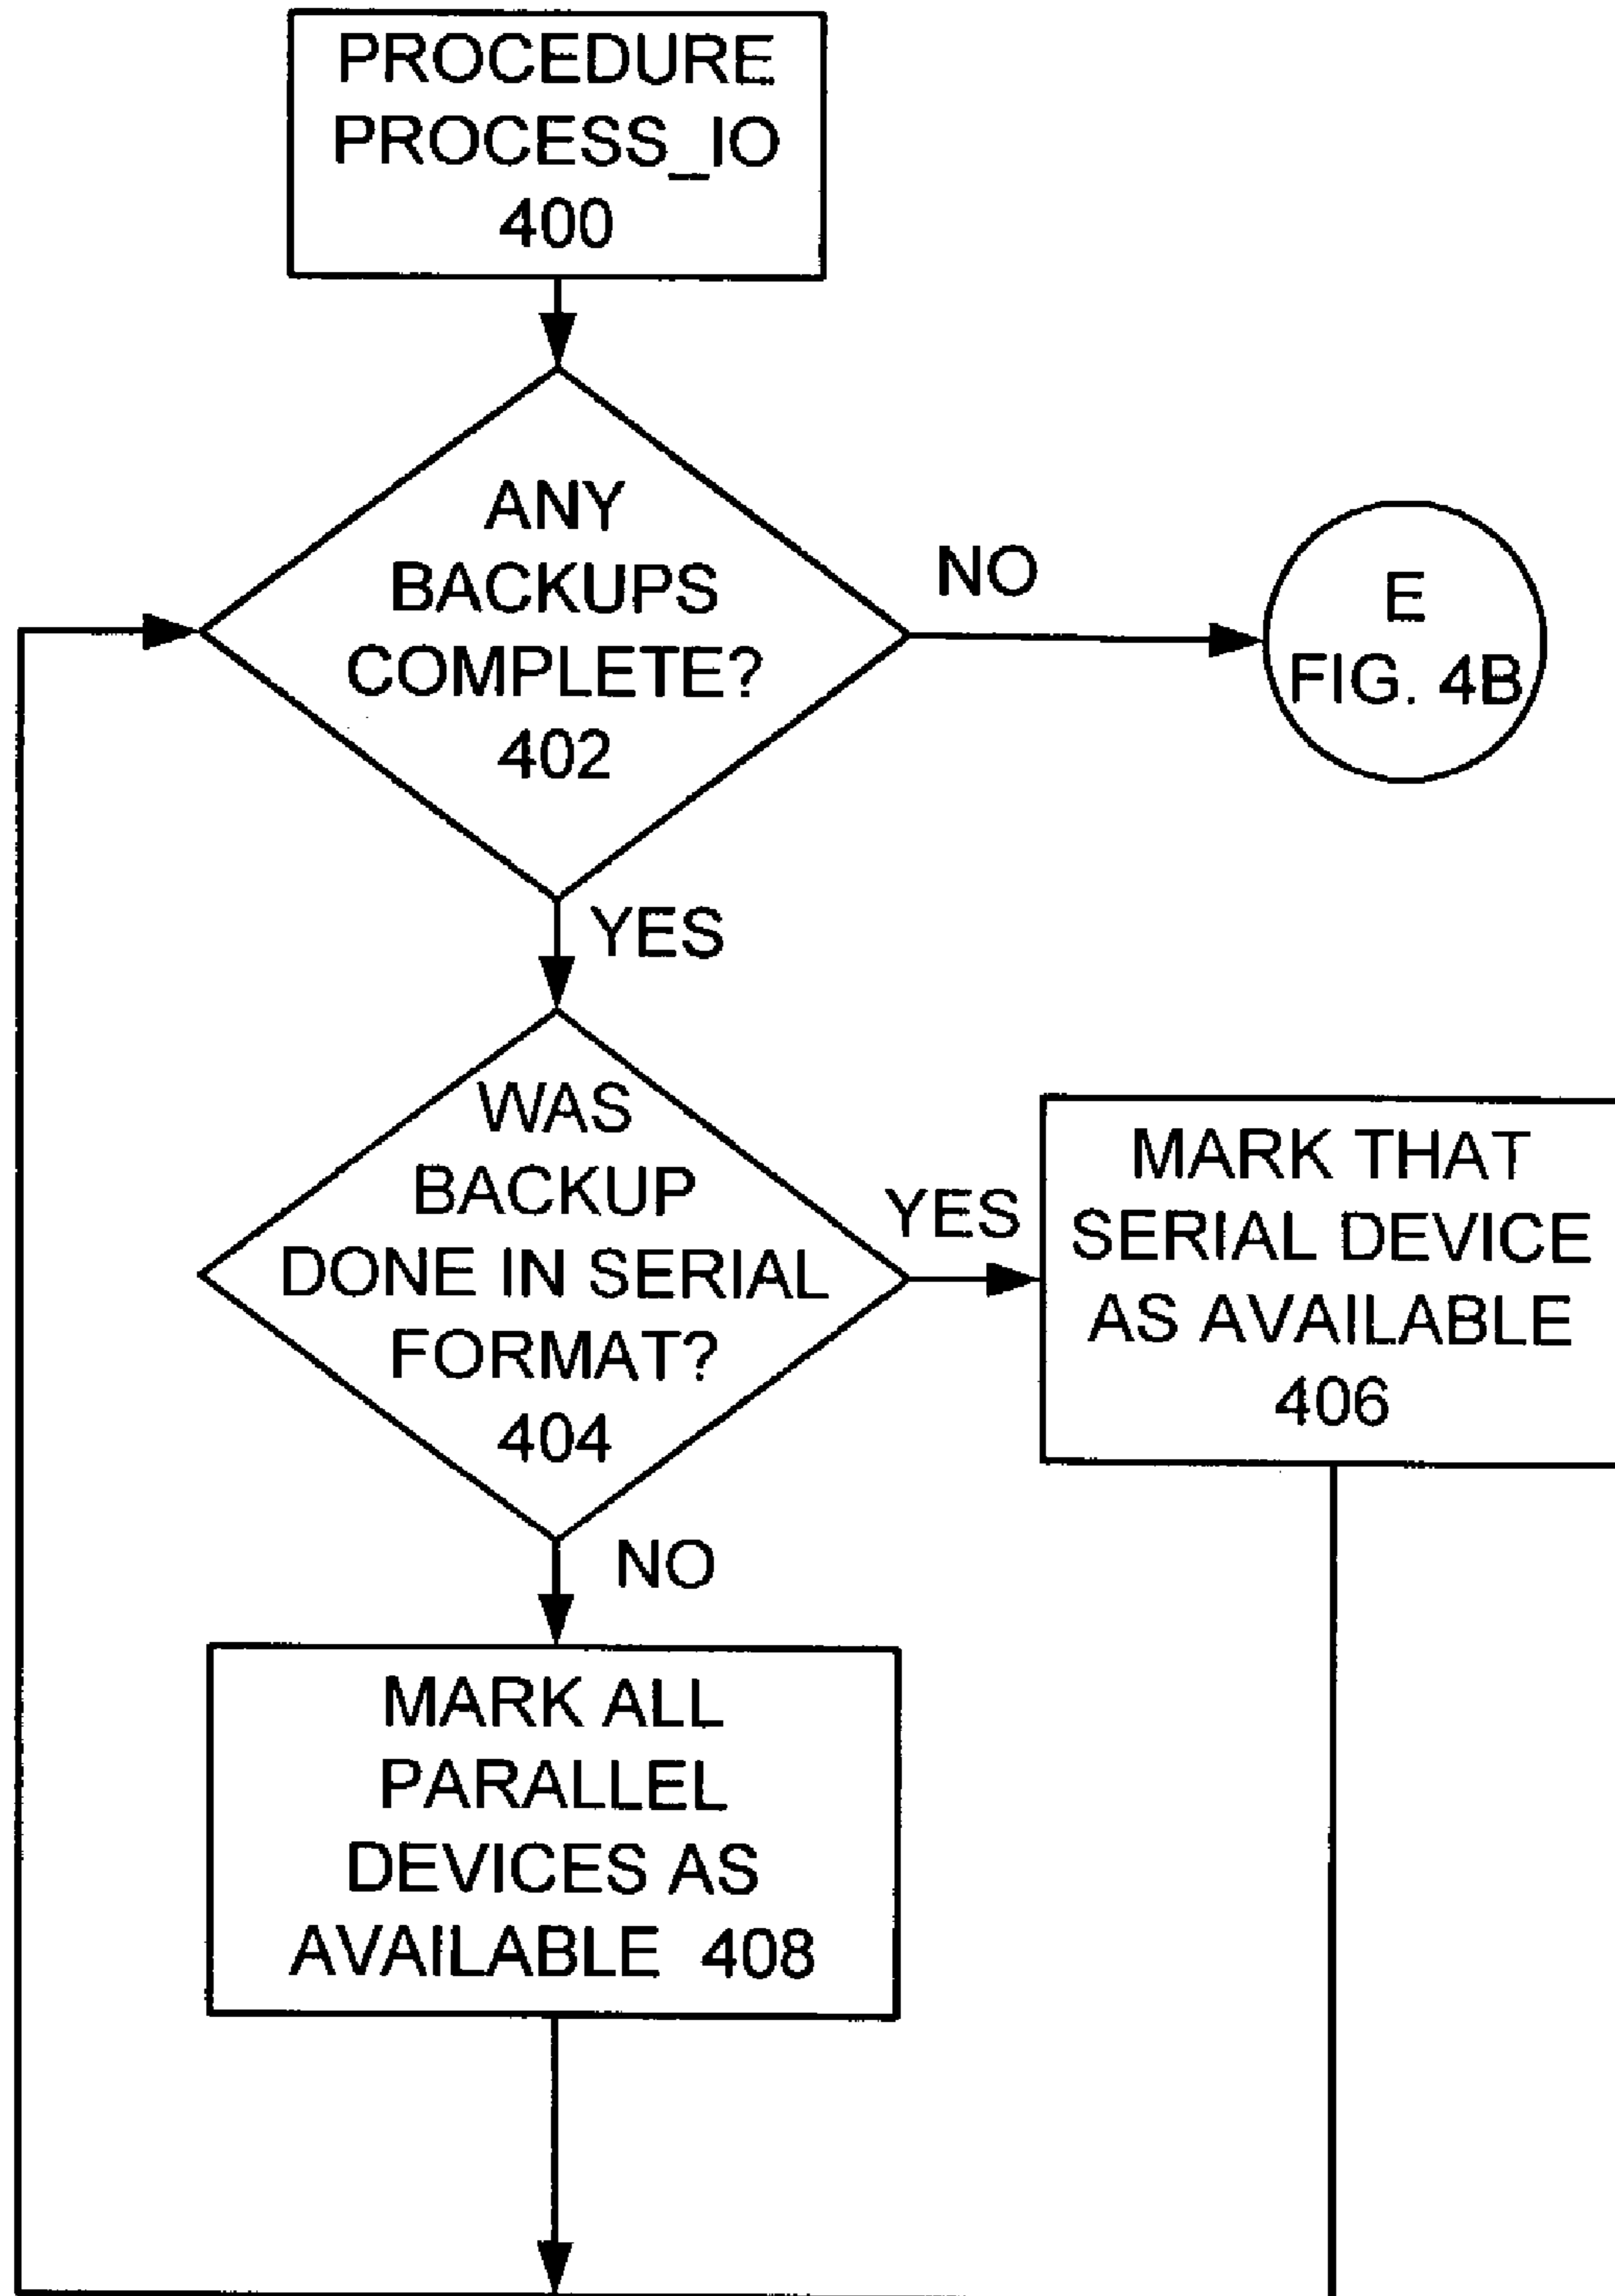 PROCEDURE
PROCESS_IO
400
ANY
BACKUPS
COMPLETE?
402
NO
E
FIG. 4B
YES
WAS
BACKUP
DONE IN SERIAL
FORMAT?
404
YES
MARK THAT
SERIAL DEVICE
AS AVAILABLE
406
NO
MARK ALL
PARALLEL
DEVICES AS
AVAILABLE 408